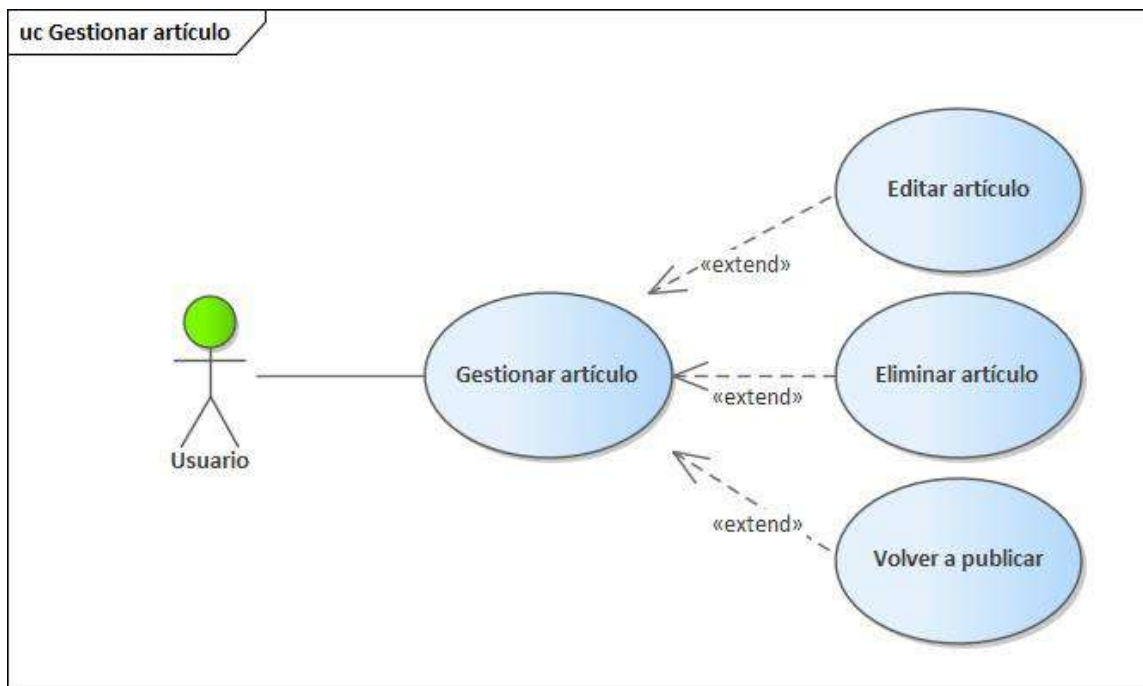 uc Gestionar artículo
Editar artículo
«extend»
Gestionar artículo
Eliminar artículo
«extend»
Usuario
«extend»
Volver a publicar